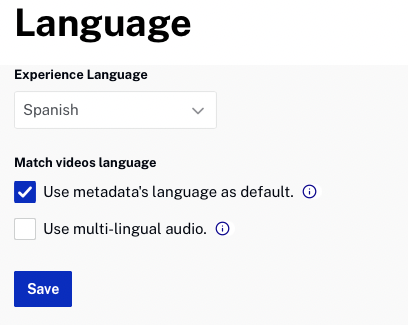 Language
Experience Language
Spanish
Match videos language
Use metadata's language as default.
Use multi-lingual audio.
Save